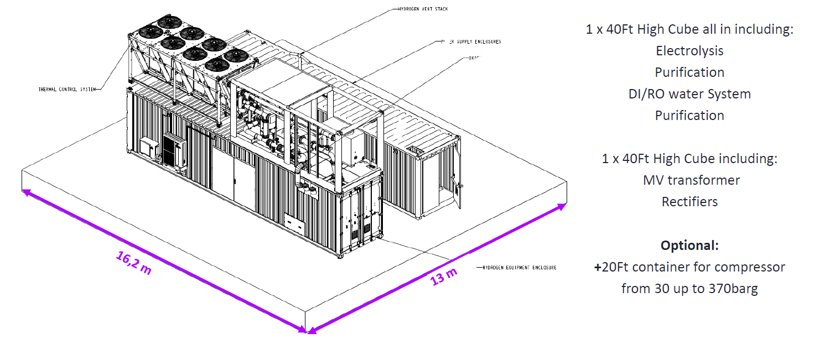 HYDROGEN VENT STACK
SUPPLY ENCLOSURES
THERMAL CONTROL SYSTEM
HYDROGEN EQUIPMENT ENCLOSURE
16,2 m
13 m
1 x 40Ft High Cube all in including:
Electrolysis
Purification
DI/RO water System
Purification
1 x 40Ft High Cube including:
MV transformer
Rectifiers
Optional:
+20Ft container for compressor
from 30 up to 370barg